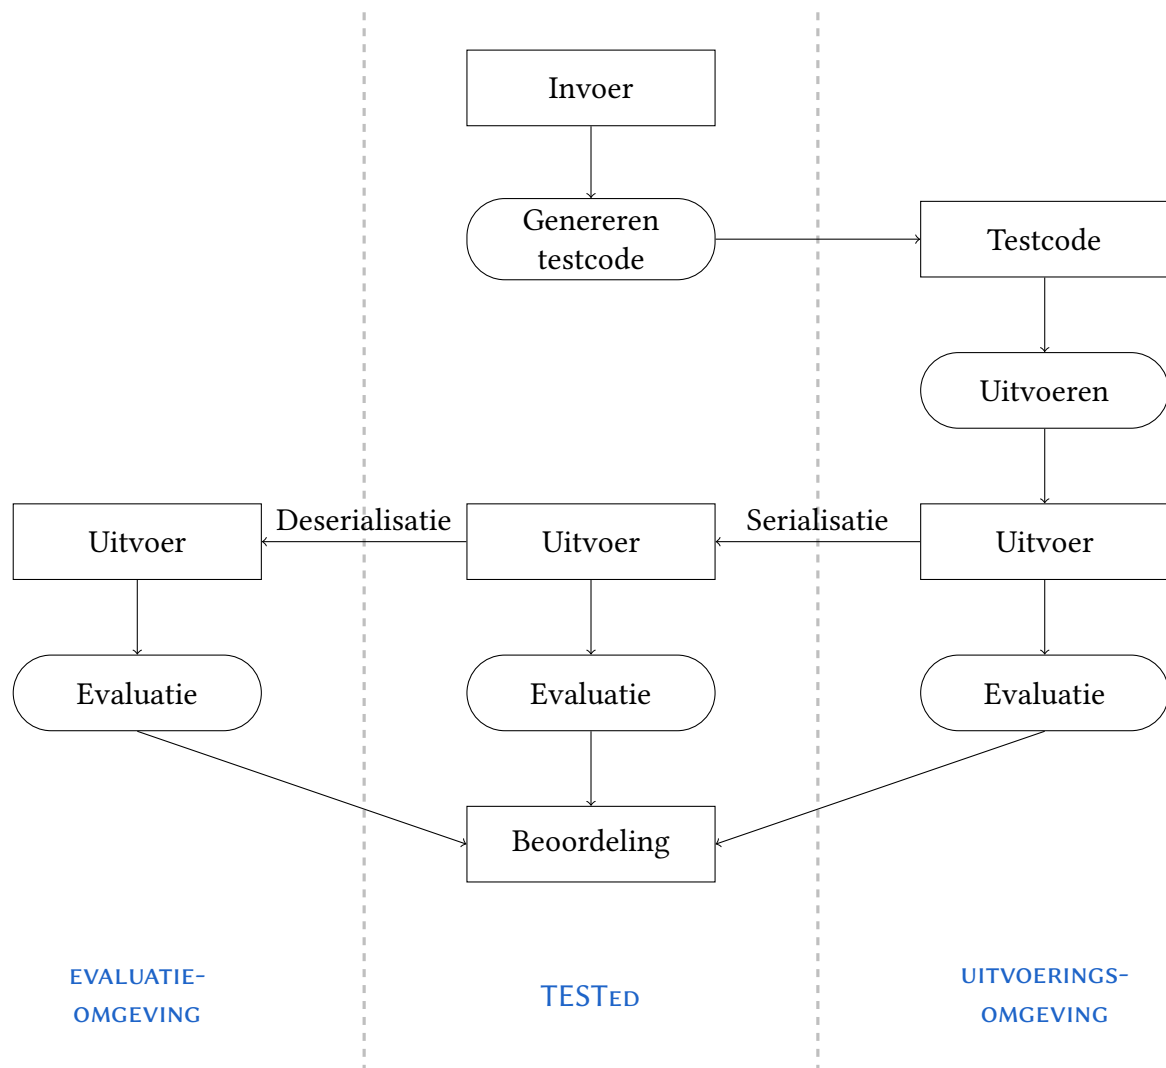 Invoer
Genereren
testcode
Testcode
Uitvoeren
Deserialisatie
Serialisatie
Uitvoer
Uitvoer
Uitvoer
Evaluatie
Evaluatie
Evaluatie
Beoordeling
EVALUATIE-
OMGEVING
TESTED
UITVOERINGS-
OMGEVING